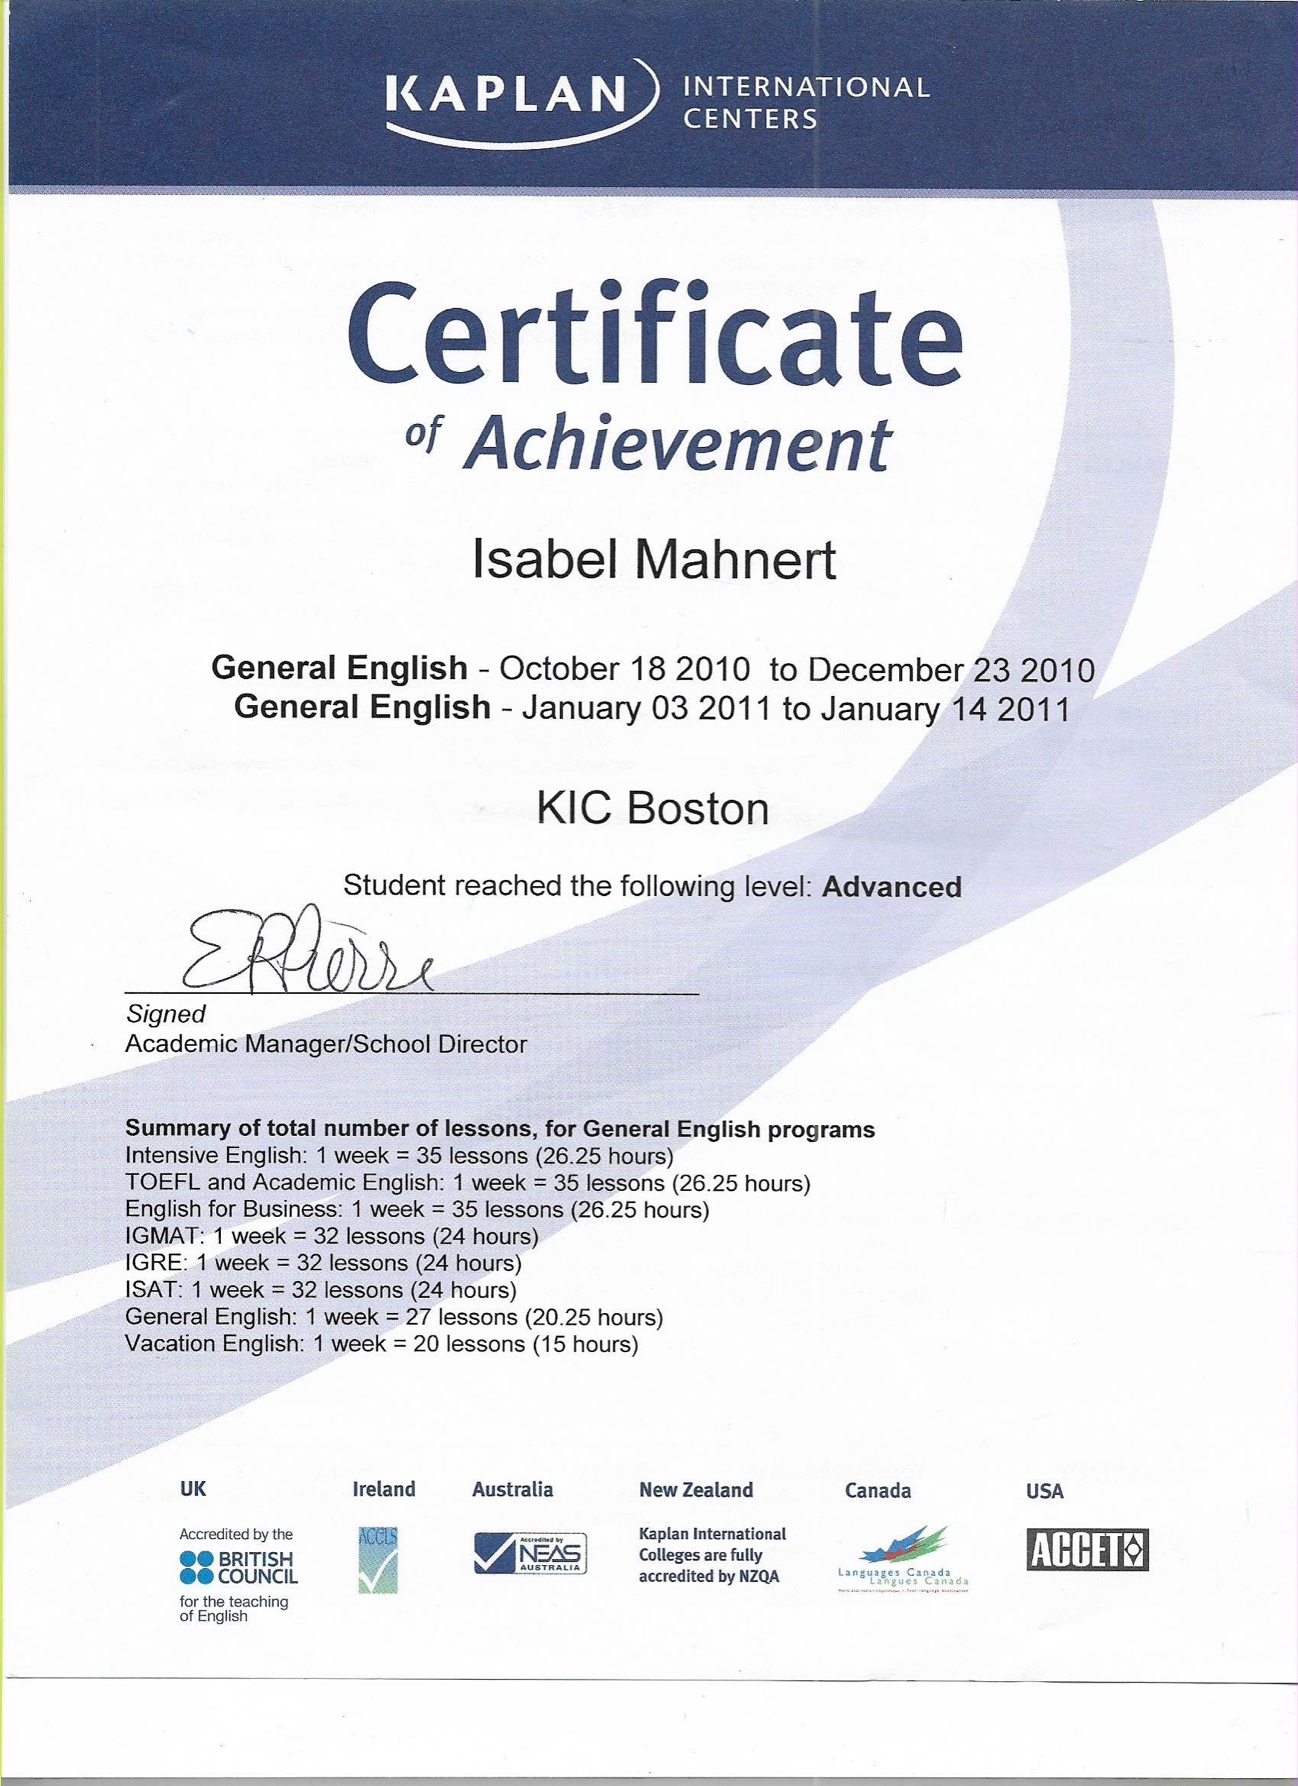 KAPLAN INTERNATIONAL
CENTERS
Certificate
of Achievement
Isabel Mahnert
General English - October 18 2010 to December 23 2010
General English - January 03 2011 to January 14 2011
KIC Boston
Student reached the following level: Advanced
Signed
Academic Manager/School Director
Summary of total number of lessons, for General English programs
Intensive English: 1 week = 35 lessons (26.25 hours)
TOEFL and Academic English: 1 week = 35 lessons (26.25 hours)
English for Business: 1 week = 35 lessons (26.25 hours)
IGMAT: 1 week = 32 lessons (24 hours)
IGRE: 1 week = 32 lessons (24 hours)
ISAT: 1 week = 32 lessons (24 hours)
General English: 1 week = 27 lessons (20.25 hours)
Vacation English: 1 week = 20 lessons (15 hours)
UK
Accredited by the
BRITISH
COUNCIL
for the teaching
of English
Ireland
ACCELS
Australia
Accredited by
NEAS
AUSTRALIA
New Zealand
Kaplan International
Colleges are fully
accredited by NZQA
Canada
Languages Canada
Langues Canada
USA
ACCET